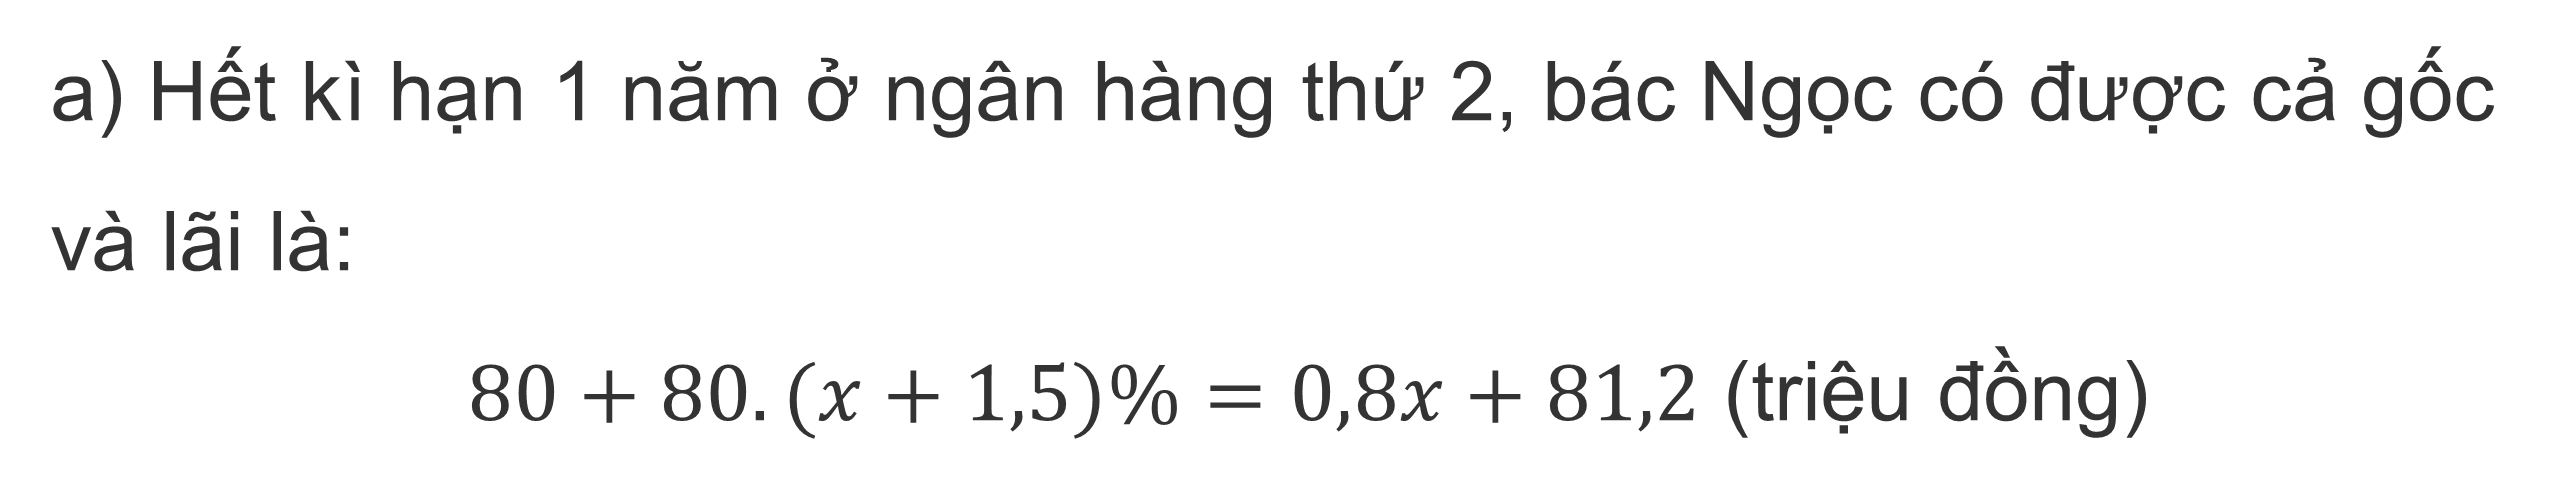 a) Hết kì hạn 1 năm ở ngân hàng thứ 2, bác Ngọc có được cả gốc
và lãi là:
80 + 80. (x + 1,5)% = 0,8x + 81,2 (triệu đồng)